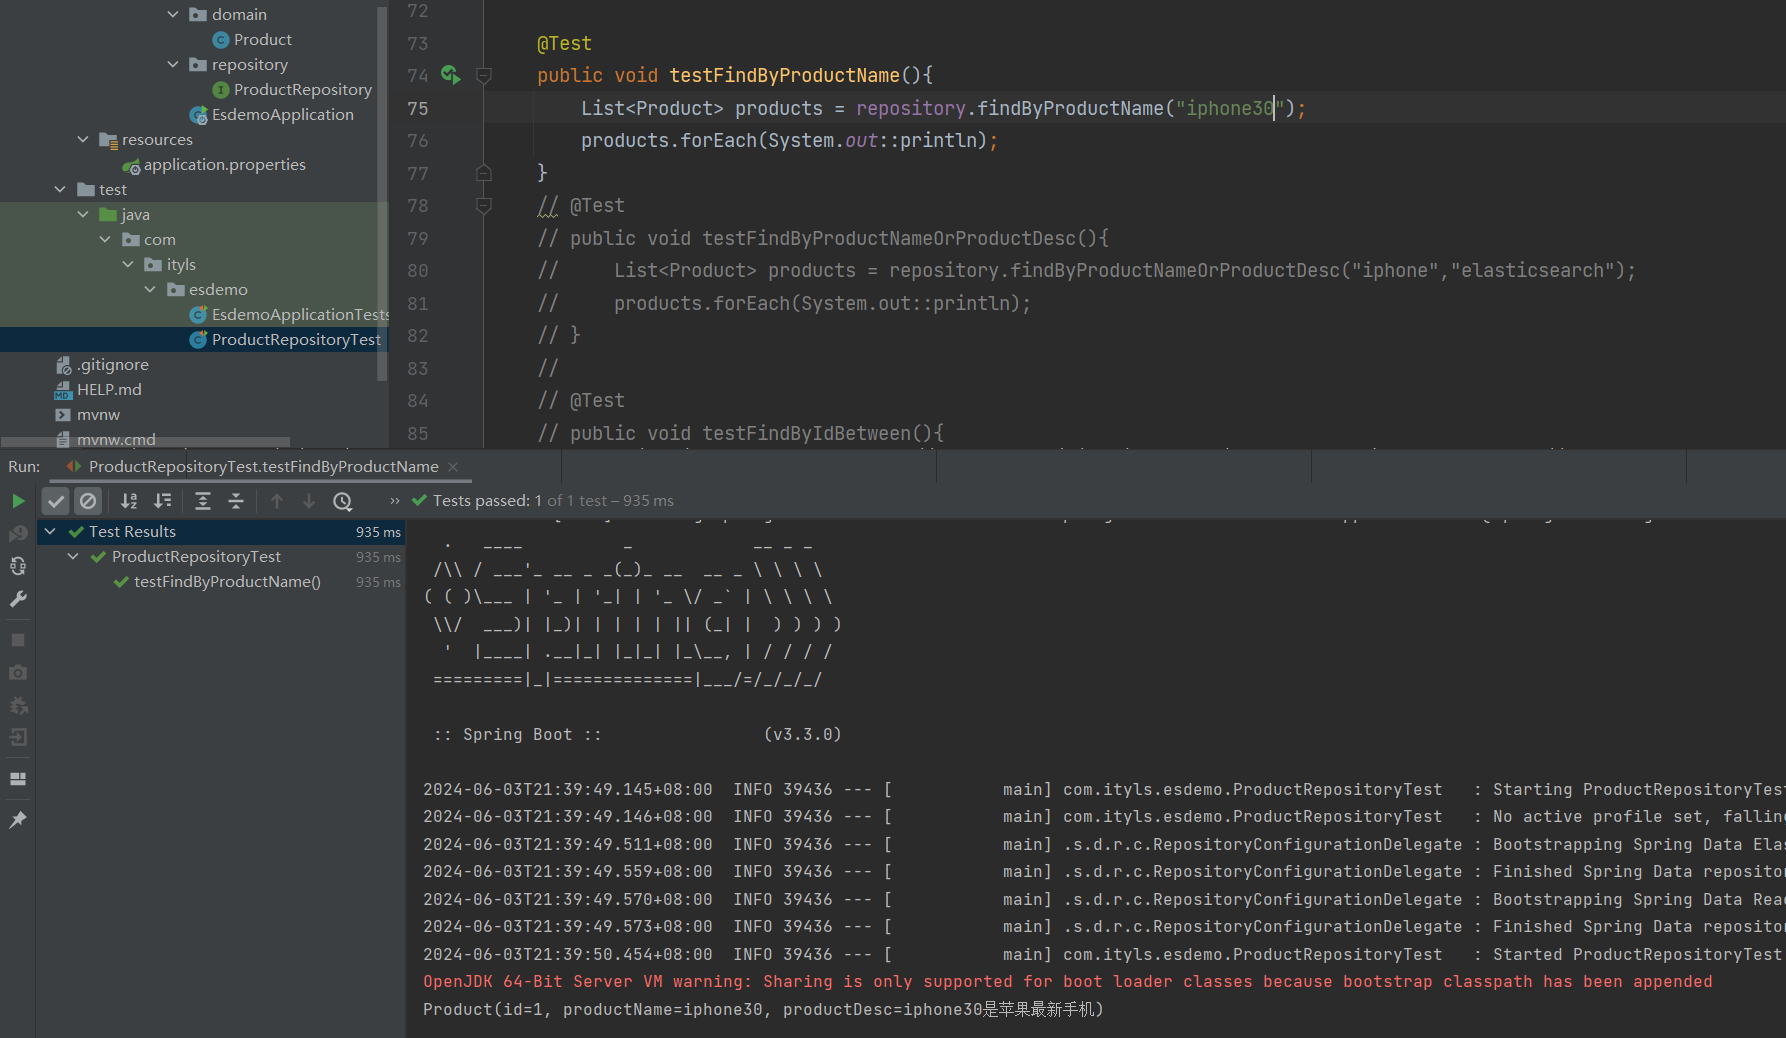 domain
Product
repository
ProductRepository
EsdemoApplication
resources
application.properties
test
java
com
ityls
esdemo
EsdemoApplicationTests
ProductRepositoryTest
.gitignore
HELP.md
mvnw
mvnw.cmd
72
73 @Test
74 public void testFindByProductName(){
75 List<Product> products = repository.findByProductName("iphone30");
76 products.forEach(System.out::println);
77 }
78 // @Test
79 // public void testFindByProductNameOrProductDesc(){
80 // List<Product> products = repository.findByProductNameOrProductDesc("iphone","elasticsearch");
81 // products.forEach(System.out::println);
82 // }
83 //
84 // @Test
85 // public void testFindByIdBetween(){
Run: ProductRepositoryTest.testFindByProductName
Tests passed: 1 of 1 test – 935 ms
Test Results 935 ms
ProductRepositoryTest 935 ms
testFindByProductName() 935 ms
  .   ____          _            __ _ _
 /\\ / ___'_ __ _ _(_)_ __  __ _ \ \ \ \
( ( )\___ | '_ | '_| | '_ \/ _` | \ \ \ \
 \\/  ___)| |_)| | | | | || (_| |  ) ) ) )
  '  |____| .__|_| |_|_| |_\__, | / / / /
 =========|_|==============|___/=/_/_/_/
:: Spring Boot :: (v3.3.0)
2024-06-03T21:39:49.145+08:00 INFO 39436 --- [ main] com.ityls.esdemo.ProductRepositoryTest : Starting ProductRepositoryTest
2024-06-03T21:39:49.146+08:00 INFO 39436 --- [ main] com.ityls.esdemo.ProductRepositoryTest : No active profile set, fallin
2024-06-03T21:39:49.511+08:00 INFO 39436 --- [ main] .s.d.r.c.RepositoryConfigurationDelegate : Bootstrapping Spring Data Elas
2024-06-03T21:39:49.559+08:00 INFO 39436 --- [ main] .s.d.r.c.RepositoryConfigurationDelegate : Finished Spring Data repositor
2024-06-03T21:39:49.570+08:00 INFO 39436 --- [ main] .s.d.r.c.RepositoryConfigurationDelegate : Bootstrapping Spring Data Reac
2024-06-03T21:39:49.573+08:00 INFO 39436 --- [ main] .s.d.r.c.RepositoryConfigurationDelegate : Finished Spring Data repositor
2024-06-03T21:39:50.454+08:00 INFO 39436 --- [ main] com.ityls.esdemo.ProductRepositoryTest : Started ProductRepositoryTest
OpenJDK 64-Bit Server VM warning: Sharing is only supported for boot loader classes because bootstrap classpath has been appended
Product(id=1, productName=iphone30, productDesc=iphone30是苹果最新手机)